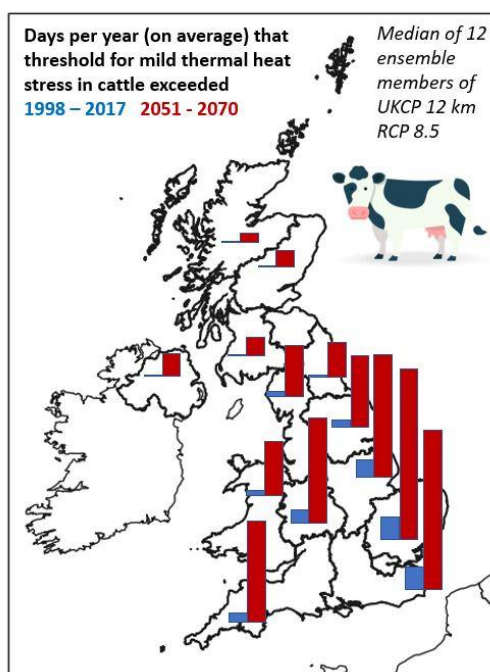 Days per year (on average) that
threshold for mild thermal heat
stress in cattle exceeded
1998 – 2017 2051 - 2070
Median of 12
ensemble
members of
UKCP 12 km
RCP 8.5